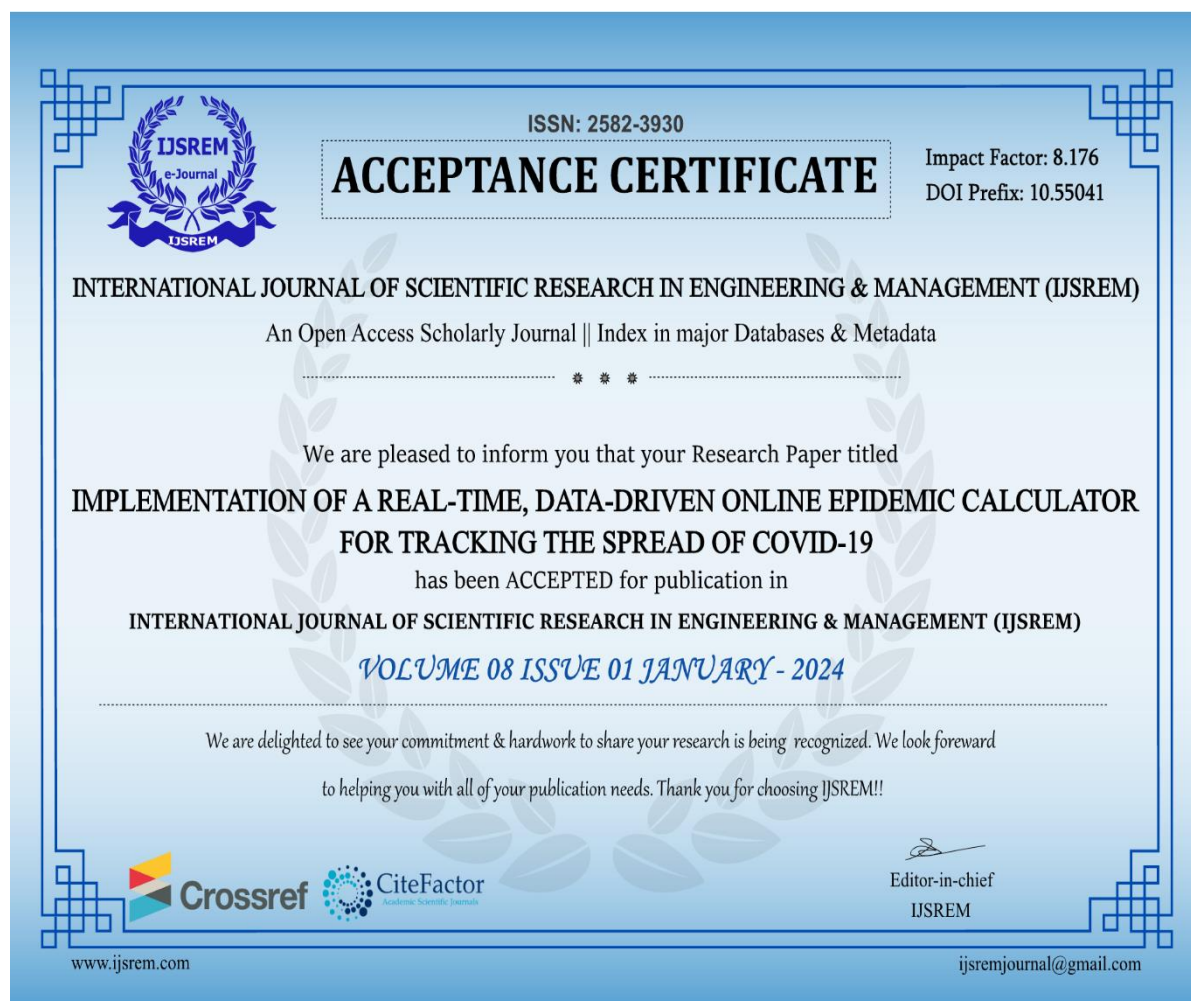 IJSREM
e-Journal
IJSREM
ISSN: 2582-3930
ACCEPTANCE CERTIFICATE
Impact Factor: 8.176
DOI Prefix: 10.55041
INTERNATIONAL JOURNAL OF SCIENTIFIC RESEARCH IN ENGINEERING & MANAGEMENT (IJSREM)
An Open Access Scholarly Journal || Index in major Databases & Metadata
We are pleased to inform you that your Research Paper titled
IMPLEMENTATION OF A REAL-TIME, DATA-DRIVEN ONLINE EPIDEMIC CALCULATOR
FOR TRACKING THE SPREAD OF COVID-19
has been ACCEPTED for publication in
INTERNATIONAL JOURNAL OF SCIENTIFIC RESEARCH IN ENGINEERING & MANAGEMENT (IJSREM)
VOLUME 08 ISSUE 01 JANUARY - 2024
We are delighted to see your commitment & hardwork to share your research is being recognized. We look foreward
to helping you with all of your publication needs. Thank you for choosing IJSREM!!
Crossref
CiteFactor
Academic Scientific Journals
Editor-in-chief
IJSREM
www.ijsrem.com
ijsremjournal@gmail.com